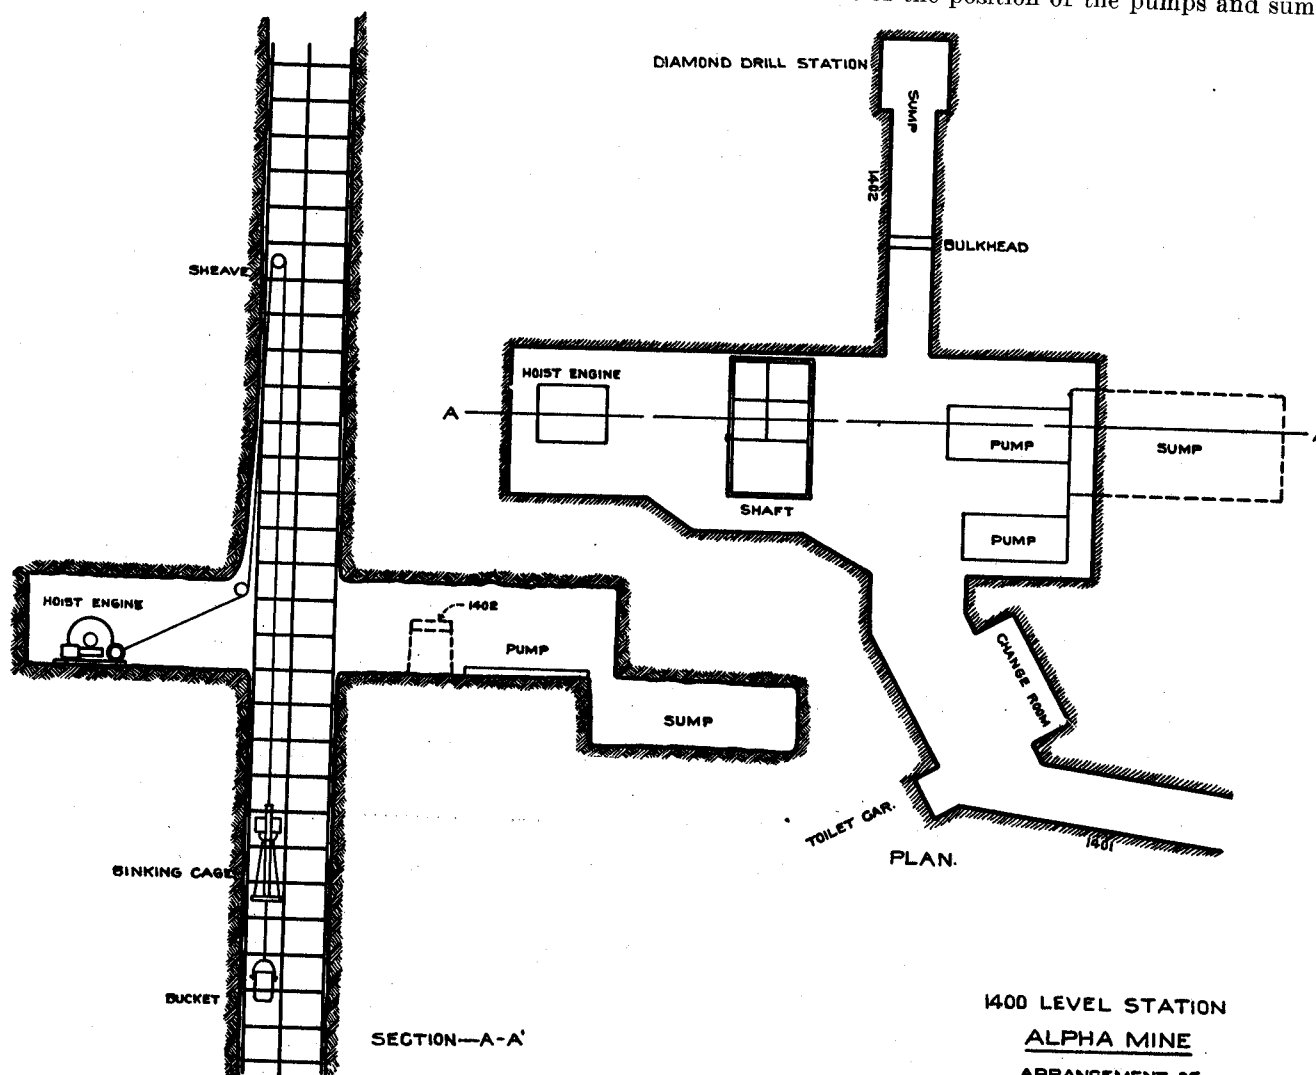 the position of the pumps and sum
DIAMOND DRILL STATION
SUMP
1402
BULKHEAD
SHEAVE
HOIST ENGINE
A
PUMP
SUMP
SHAFT
PUMP
HOIST ENGINE
1402
PUMP
CHANGE ROOM
SUMP
TOILET CAR.
1401
PLAN.
SINKING CAGE
BUCKET
SECTION—A-A'
1400 LEVEL STATION
ALPHA MINE
ARRANGEMENT OF